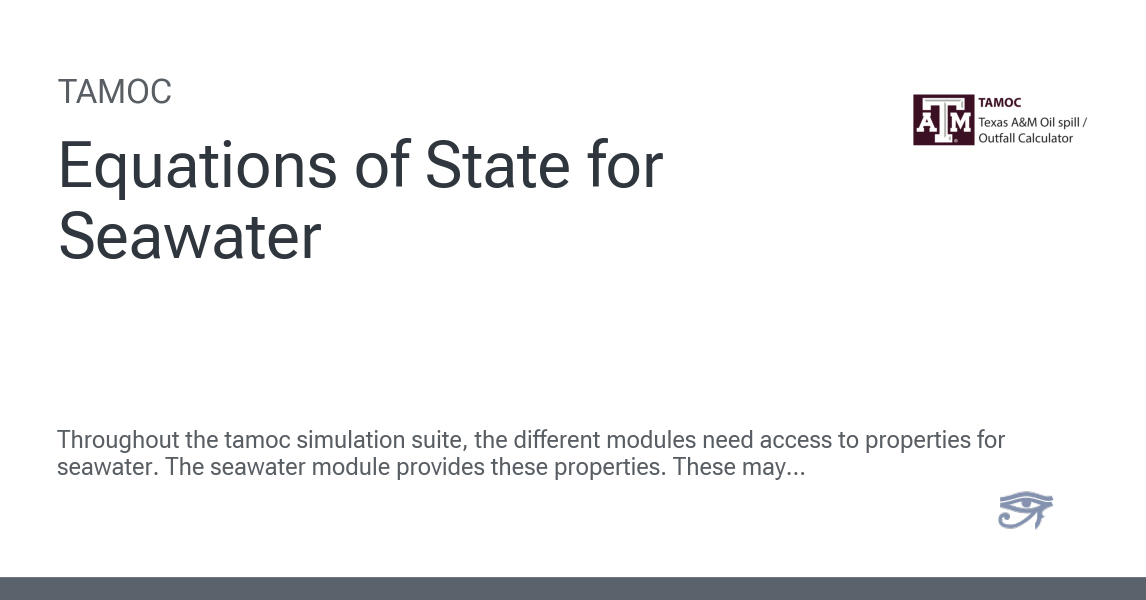 TAMOC
Equations of State for
Seawater
ATM TAMOC
Texas A&M Oil spill /
Outfall Calculator
Throughout the tamoc simulation suite, the different modules need access to properties for
seawater. The seawater module provides these properties. These may...